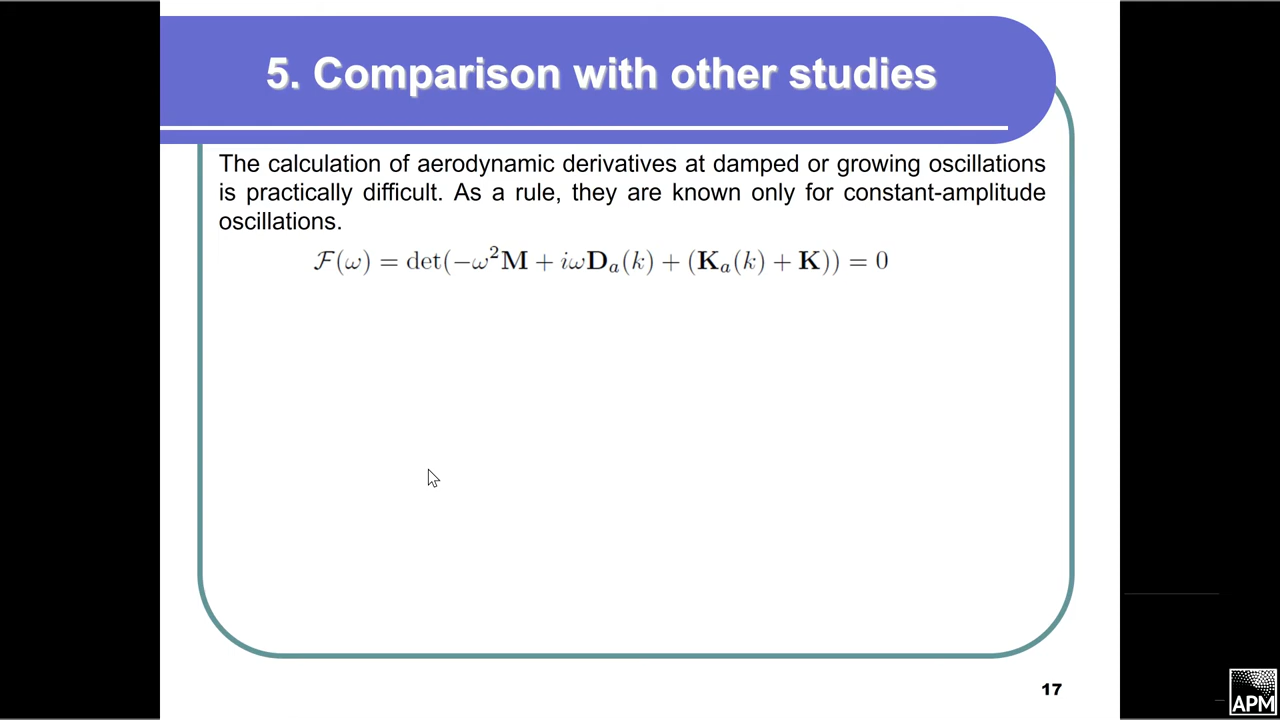 5. Comparison with other studies
The calculation of aerodynamic derivatives at damped or growing oscillations
is practically difficult. As a rule, they are known only for constant-amplitude
oscillations.
ℱ(ω) = det(−ω²𝐌 + iω𝐃ₐ(k) + (𝐊ₐ(k) + 𝐊)) = 0
17
APM